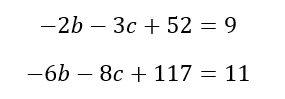 −2b − 3c + 52 = 9
−6b − 8c + 117 = 11